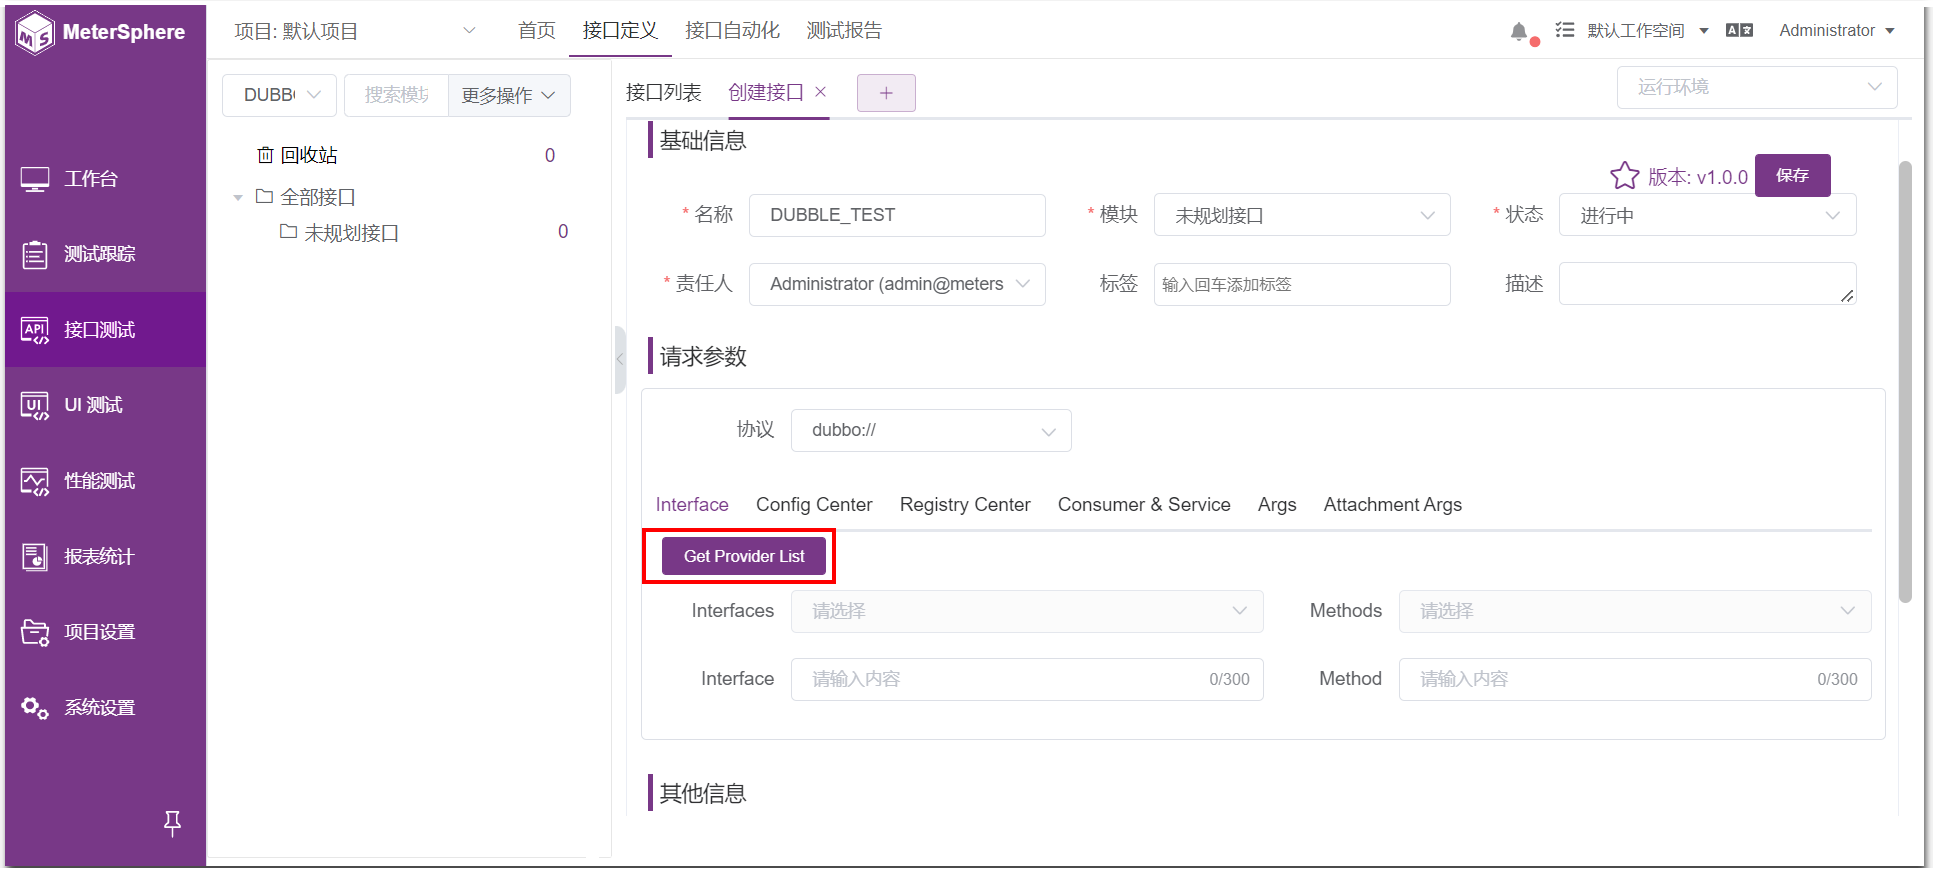 MeterSphere
项目: 默认项目
首页 接口定义 接口自动化 测试报告
默认工作空间
Administrator
工作台
测试跟踪
API 接口测试
UI 测试
性能测试
报表统计
项目设置
系统设置
搜索模块 更多操作
回收站 0
全部接口
未规划接口 0
接口列表 创建接口 × +
运行环境
基础信息
版本: v1.0.0 保存
* 名称 DUBBLE_TEST * 模块 未规划接口 * 状态 进行中
* 责任人 Administrator (admin@meters 标签 输入回车添加标签 描述
请求参数
协议 dubbo://
Interface Config Center Registry Center Consumer & Service Args Attachment Args
Get Provider List
Interfaces 请选择 Methods 请选择
Interface 请输入内容 0/300 Method 请输入内容 0/300
其他信息